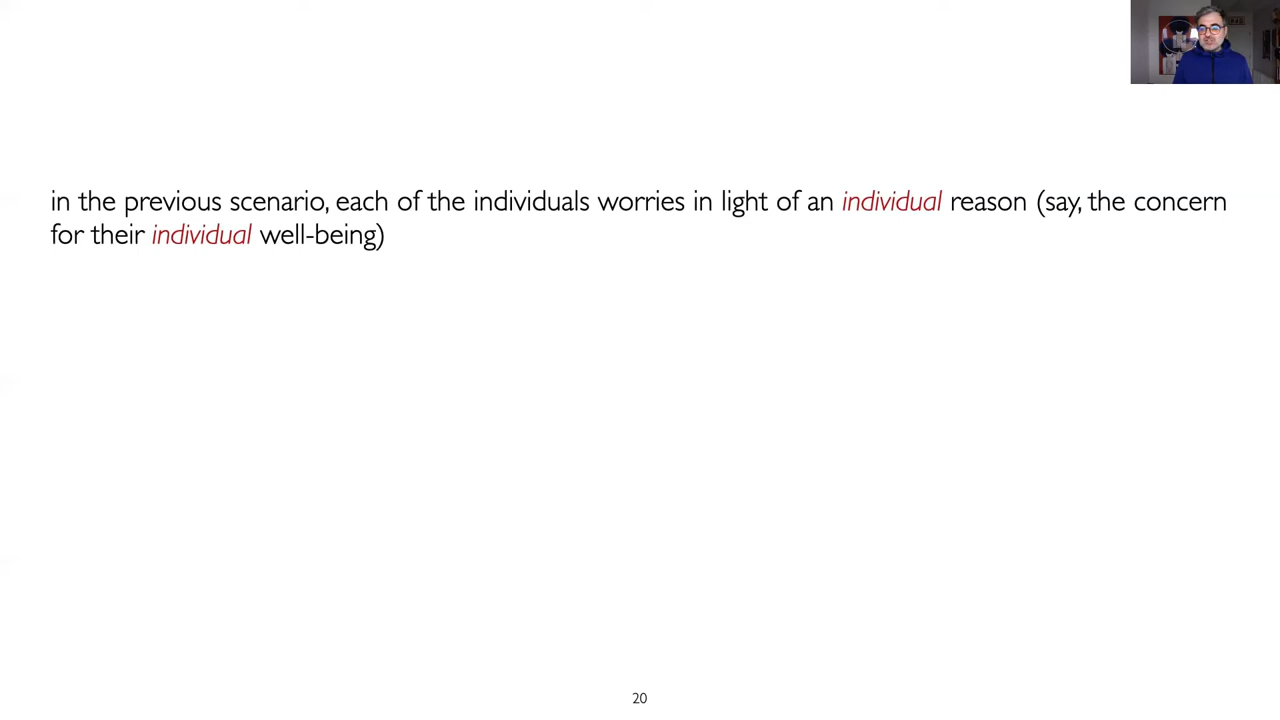 in the previous scenario, each of the individuals worries in light of an individual reason (say, the concern
for their individual well-being)
20